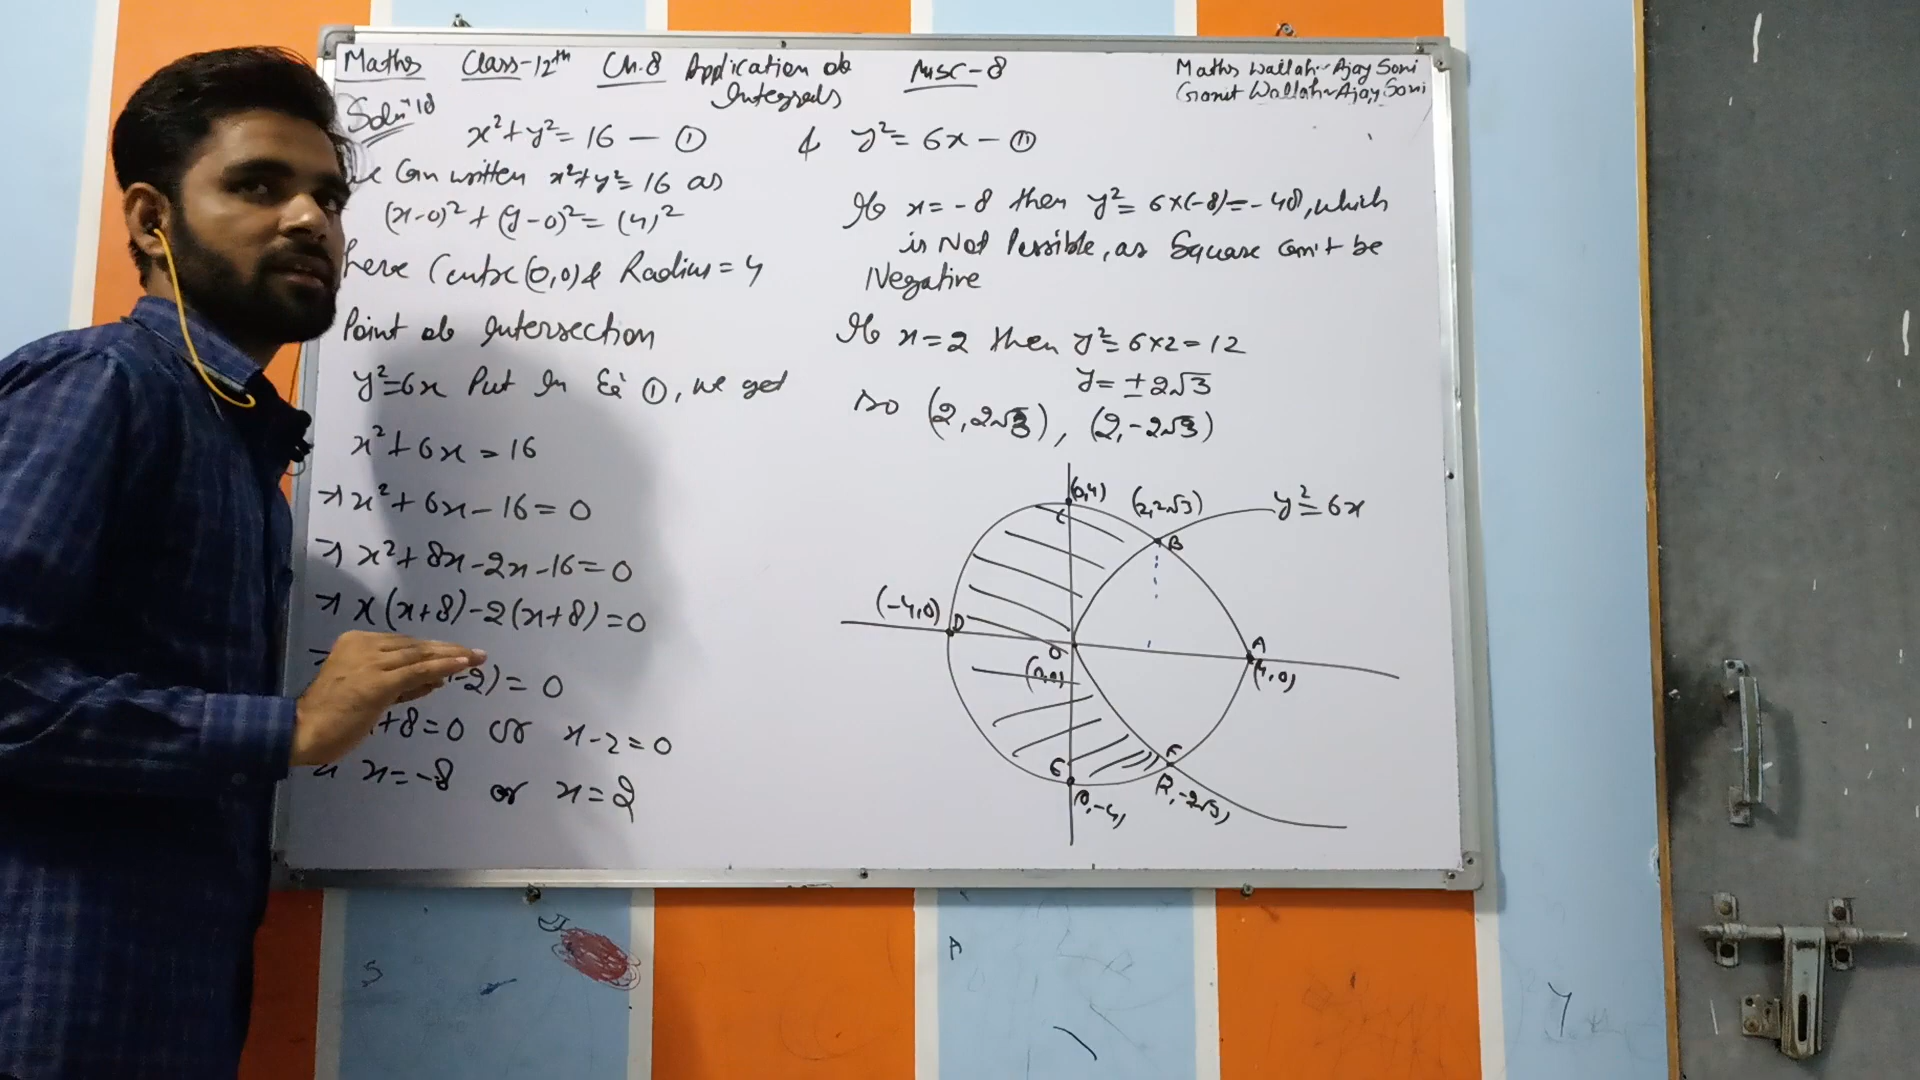 Maths Class-12th Ch.8 Application of Integrals Misc-8
Maths Wallah~Ajay Soni
Ganit Wallah~Ajay Soni
Soln-18
x²+y²=16 — ① & y²=6x — ⑪
Can written x²+y²=16 as
(x-0)²+(y-0)²=(4)²
here Centre (0,0) & Radius=4
Point of Intersection
y²=6x Put In Eq ①, we get
x²+6x=16
⇒ x²+6x-16=0
⇒ x²+8x-2x-16=0
⇒ x(x+8)-2(x+8)=0
-2)=0
+8=0 or x-2=0
x=-8 or x=2
If x=-8 then y²=6x(-8)=-48, which
is Not Possible, as Square can't be
Negative
If x=2 then y²=6x2=12
y=±2√3
so (2,2√3), (2,-2√3)
(0,4)
C
(2,2√3)
B
y²=6x
(-4,0)
D
O
(0,0)
A
(4,0)
E
(0,-4)
F
(2,-2√3)
S
A